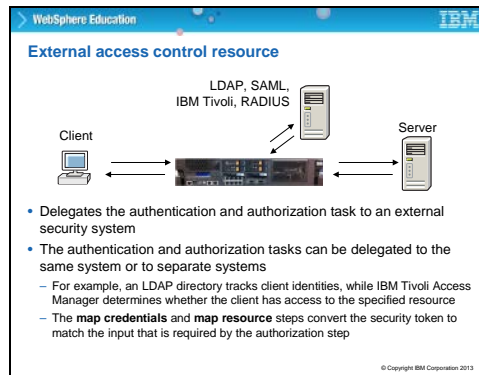 WebSphere Education
IBM
External access control resource
LDAP, SAML,
IBM Tivoli, RADIUS
Client
Server
• Delegates the authentication and authorization task to an external
security system
• The authentication and authorization tasks can be delegated to the
same system or to separate systems
– For example, an LDAP directory tracks client identities, while IBM Tivoli Access
Manager determines whether the client has access to the specified resource
– The map credentials and map resource steps convert the security token to
match the input that is required by the authorization step
© Copyright IBM Corporation 2013